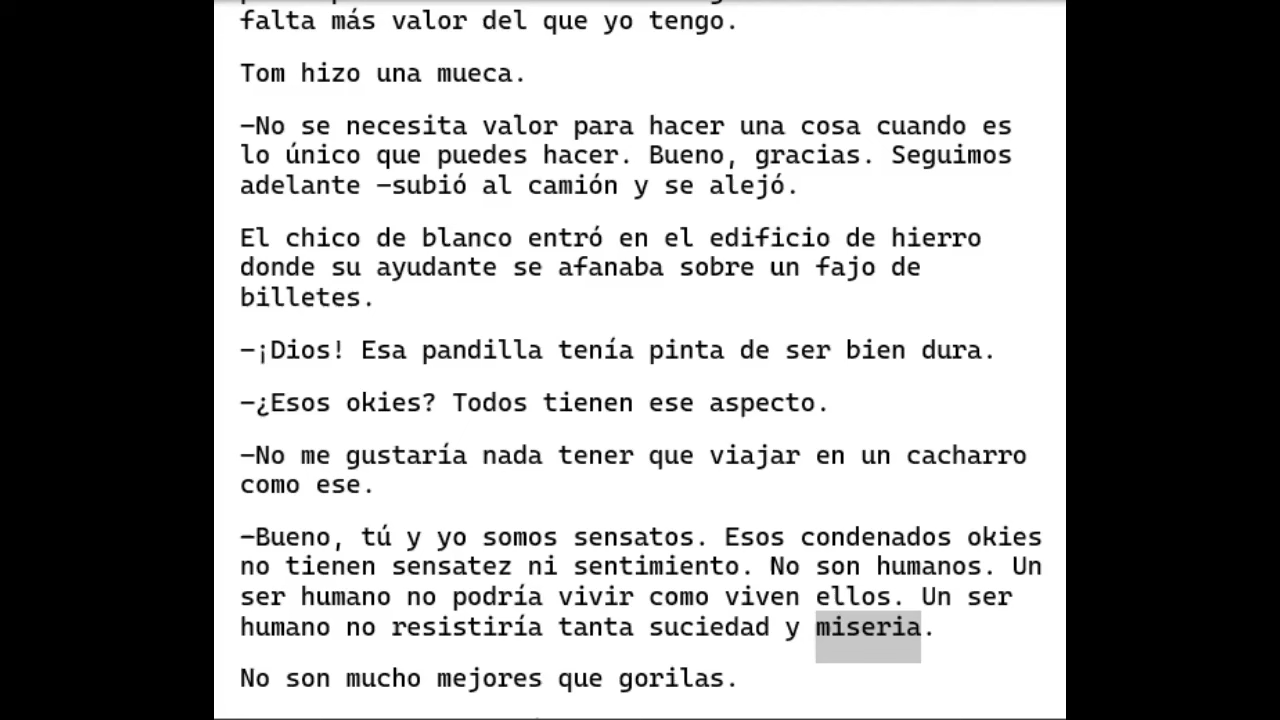 falta más valor del que yo tengo.
Tom hizo una mueca.
—No se necesita valor para hacer una cosa cuando es
lo único que puedes hacer. Bueno, gracias. Seguimos
adelante —subió al camión y se alejó.
El chico de blanco entró en el edificio de hierro
donde su ayudante se afanaba sobre un fajo de
billetes.
—¡Dios! Esa pandilla tenía pinta de ser bien dura.
—¿Esos okies? Todos tienen ese aspecto.
—No me gustaría nada tener que viajar en un cacharro
como ese.
—Bueno, tú y yo somos sensatos. Esos condenados okies
no tienen sensatez ni sentimiento. No son humanos. Un
ser humano no podría vivir como viven ellos. Un ser
humano no resistiría tanta suciedad y miseria.
No son mucho mejores que gorilas.